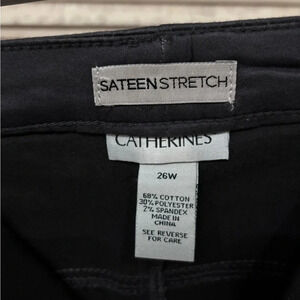 SATEEN STRETCH
CATHERINES
26W
68% COTTON
30% POLYESTER
2% SPANDEX
MADE IN
CHINA
SEE REVERSE
FOR CARE